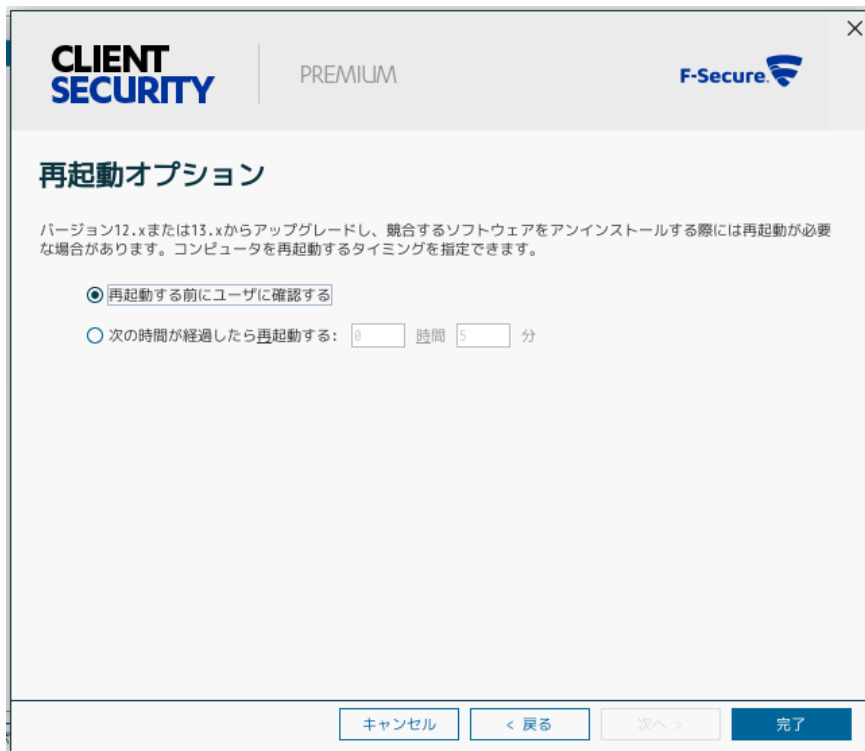 CLIENT
SECURITY
PREMIUM
F-Secure.
再起動オプション
バージョン12.xまたは13.xからアップグレードし、競合するソフトウェアをアンインストールする際には再起動が必要
な場合があります。コンピュータを再起動するタイミングを指定できます。
再起動する前にユーザに確認する
次の時間が経過したら再起動する: 0 時間 5 分
キャンセル < 戻る 次へ > 完了